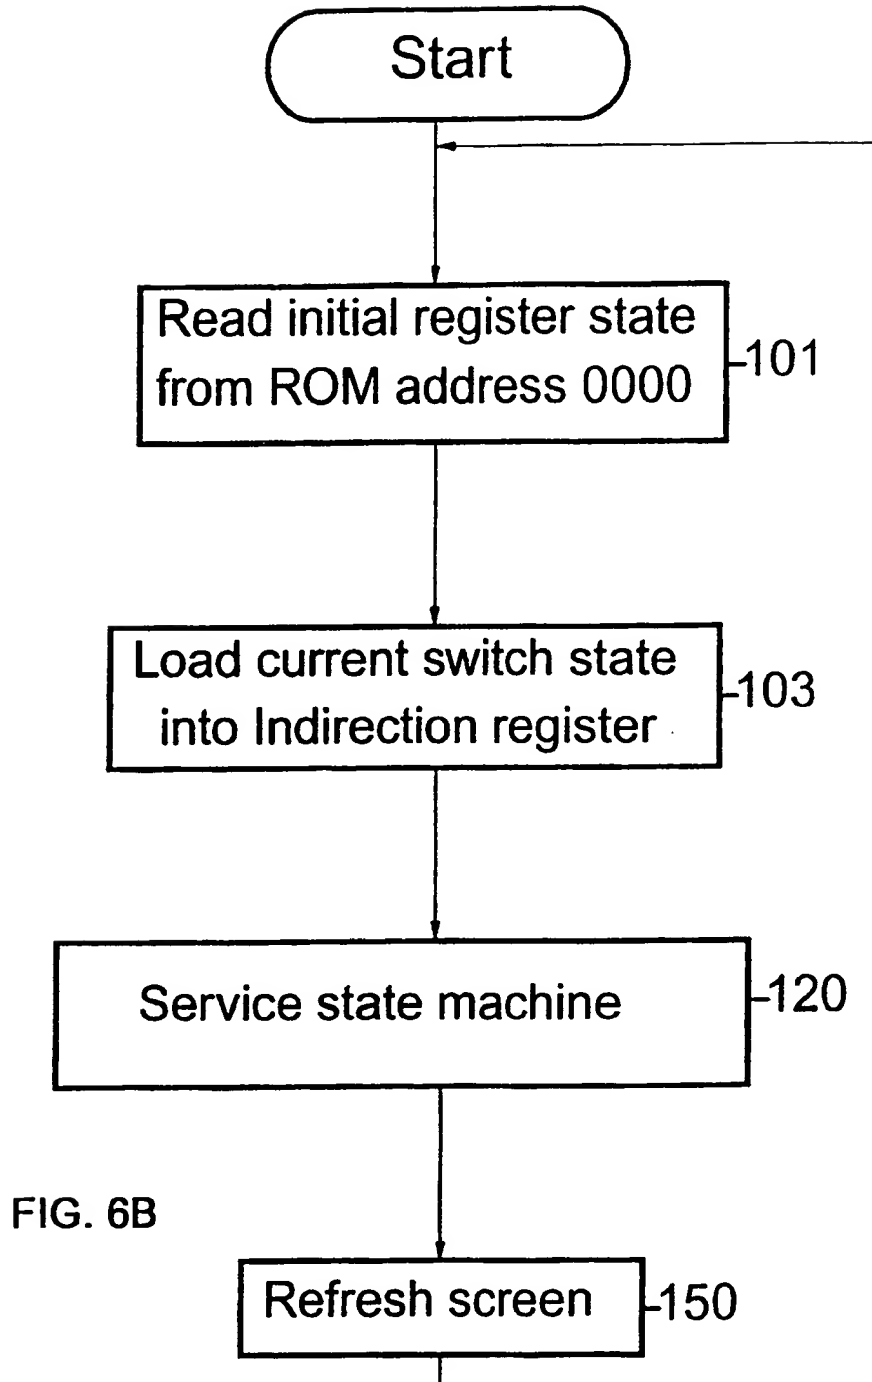 Start
Read initial register state
from ROM address 0000
101
Load current switch state
into Indirection register
103
Service state machine
120
FIG. 6B
Refresh screen
150